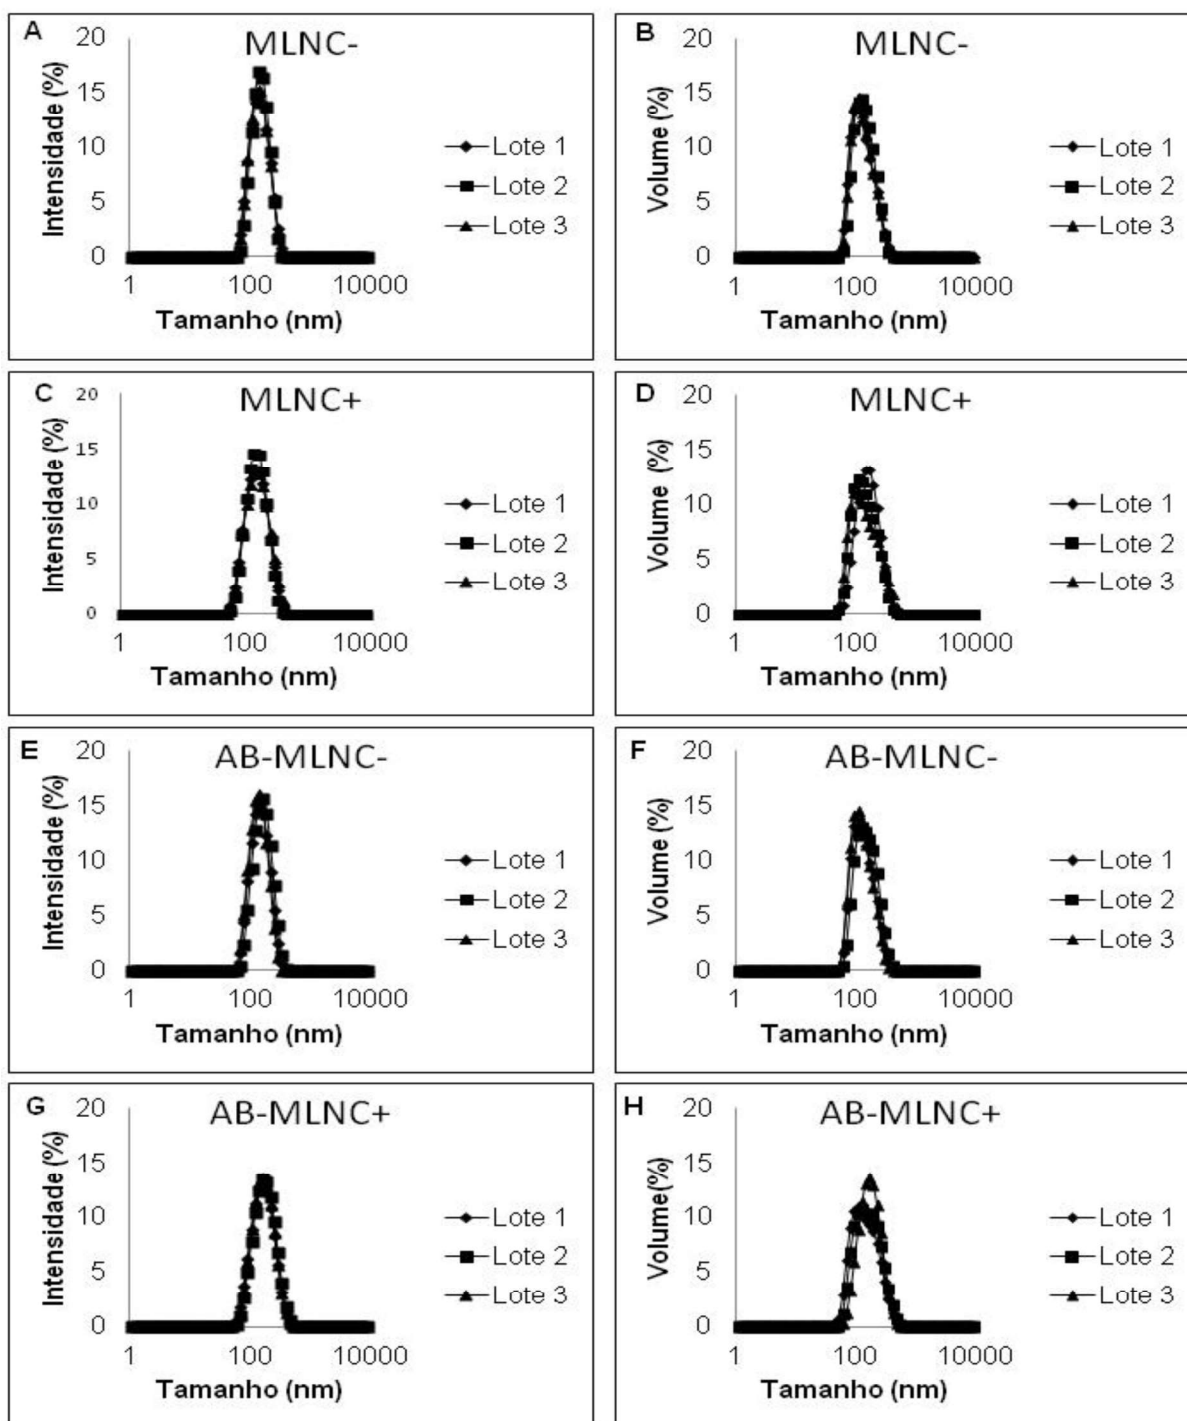 A
MLNC-
Intensidade (%)
20
15
10
5
0
1
100
10000
Tamanho (nm)
Lote 1
Lote 2
Lote 3
B
MLNC-
Volume (%)
20
15
10
5
0
1
100
10000
Tamanho (nm)
Lote 1
Lote 2
Lote 3
C
MLNC+
Intensidade (%)
20
15
10
5
0
1
100
10000
Tamanho (nm)
Lote 1
Lote 2
Lote 3
D
MLNC+
Volume (%)
20
15
10
5
0
1
100
10000
Tamanho (nm)
Lote 1
Lote 2
Lote 3
E
AB-MLNC-
Intensidade (%)
20
15
10
5
0
1
100
10000
Tamanho (nm)
Lote 1
Lote 2
Lote 3
F
AB-MLNC-
Volume (%)
20
15
10
5
0
1
100
10000
Tamanho (nm)
Lote 1
Lote 2
Lote 3
G
AB-MLNC+
Intensidade (%)
20
15
10
5
0
1
100
10000
Tamanho (nm)
Lote 1
Lote 2
Lote 3
H
AB-MLNC+
Volume(%)
20
15
10
5
0
1
100
10000
Tamanho (nm)
Lote 1
Lote 2
Lote 3